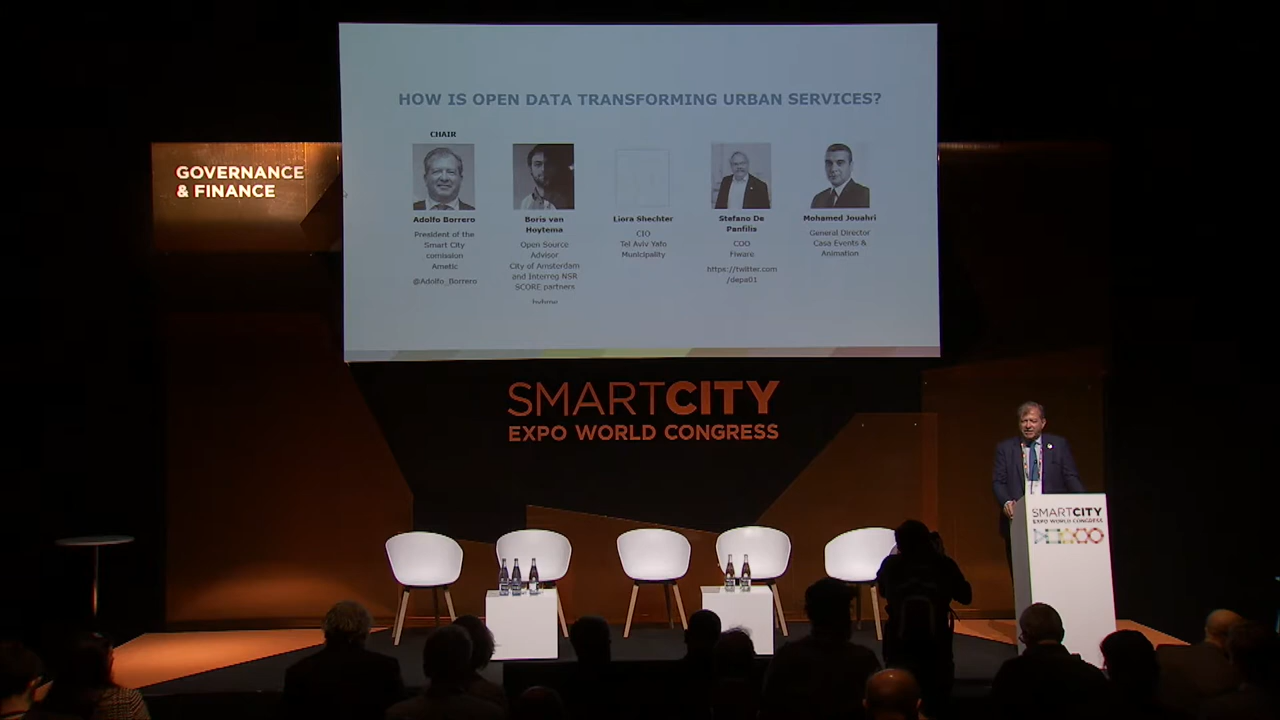 HOW IS OPEN DATA TRANSFORMING URBAN SERVICES?
CHAIR
Adolfo Borrero
President of the
Smart City
comission
Ametic
@Adolfo_Borrero
Boris van
Hoytema
Open Source
Advisor
City of Amsterdam
and Interreg NSR
SCORE partners
Liora Shechter
CIO
Tel Aviv Yafo
Municipality
Stefano De
Panfilis
COO
Fiware
https://twitter.com
/depa01
Mohamed Jouahri
General Director
Casa Events &
Animation
GOVERNANCE
& FINANCE
SMARTCITY
EXPO WORLD CONGRESS
SMARTCITY
EXPO WORLD CONGRESS